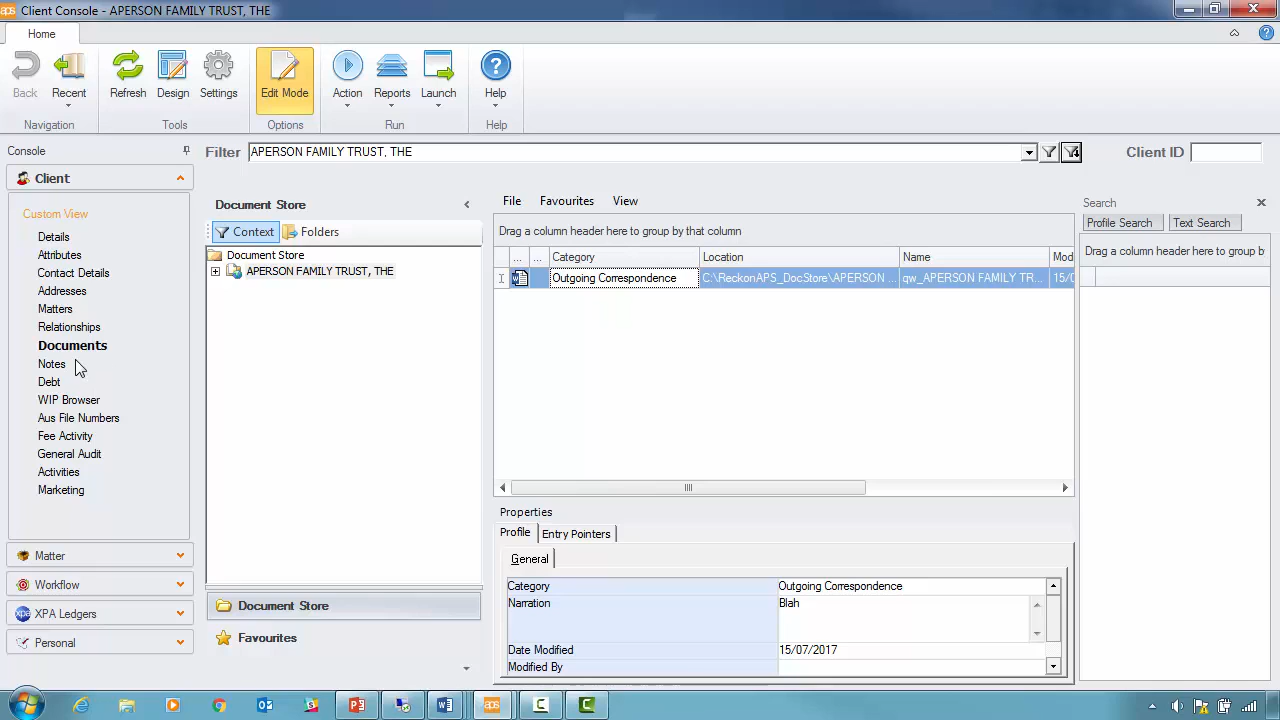 aps Client Console - APERSON FAMILY TRUST, THE
Home
Back
Recent
Refresh
Design
Settings
Edit Mode
Action
Reports
Launch
Help
Navigation
Tools
Options
Run
Help
Console
Filter
APERSON FAMILY TRUST, THE
Client ID
Client
Custom View
Details
Attributes
Contact Details
Addresses
Matters
Relationships
Documents
Notes
Debt
WIP Browser
Aus File Numbers
Fee Activity
General Audit
Activities
Marketing
Matter
Workflow
xpa XPA Ledgers
Personal
Document Store
Context
Folders
Document Store
APERSON FAMILY TRUST, THE
Document Store
Favourites
File Favourites View
Drag a column header here to group by that column
... ... Category Location Name Mod
Outgoing Correspondence C:\ReckonAPS_DocStore\APERSON ... qw_APERSON FAMILY TR... 15/0
Properties
Profile Entry Pointers
General
Category Outgoing Correspondence
Narration Blah
Date Modified 15/07/2017
Modified By
Search
Profile Search Text Search
Drag a column header here to group by
aps